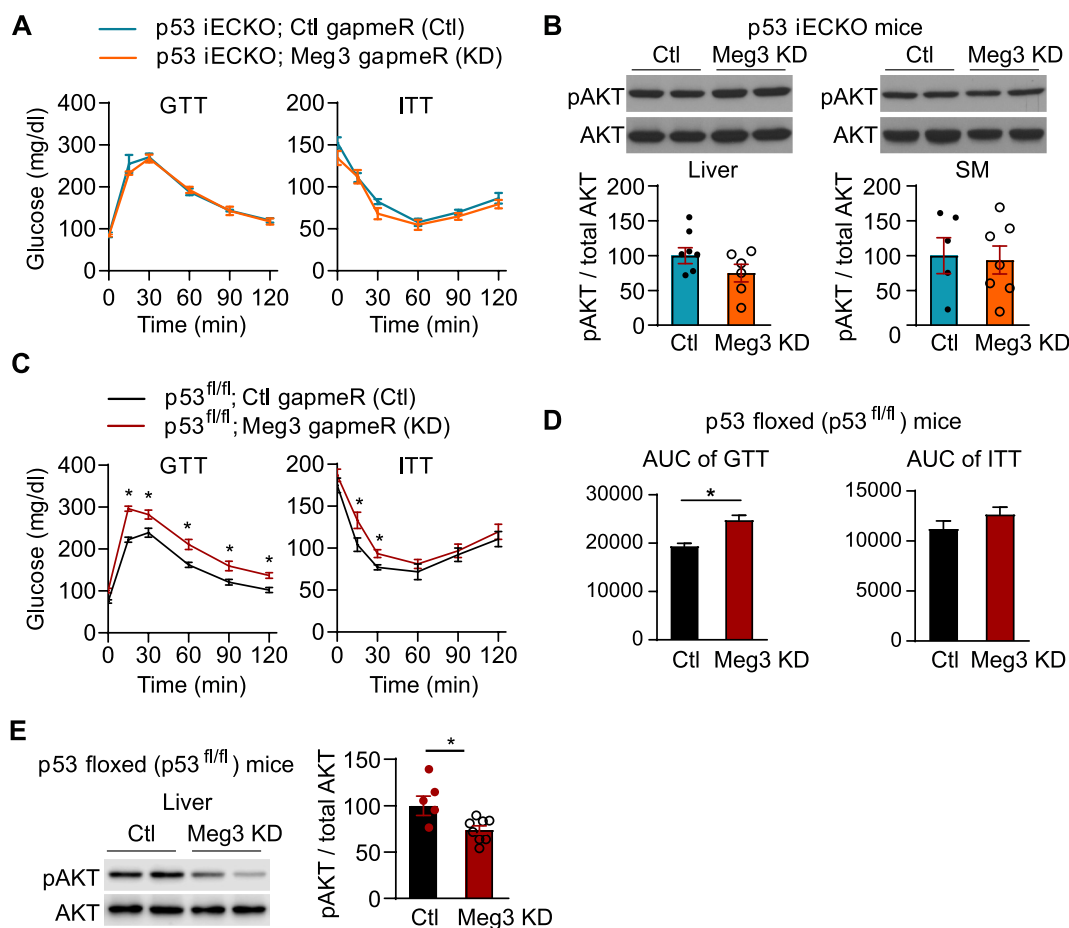 A
p53 iECKO; Ctl gapmeR (Ctl)
p53 iECKO; Meg3 gapmeR (KD)
GTT
ITT
Glucose (mg/dl)
400
300
200
100
0
200
150
100
50
0
0 30 60 90 120
0 30 60 90 120
Time (min)
Time (min)
B
p53 iECKO mice
Ctl Meg3 KD
Ctl Meg3 KD
pAKT
AKT
pAKT
AKT
Liver
SM
pAKT / total AKT
200
150
100
50
0
Ctl Meg3 KD
pAKT / total AKT
200
150
100
50
0
Ctl Meg3 KD
C
p53fl/fl; Ctl gapmeR (Ctl)
p53fl/fl; Meg3 gapmeR (KD)
GTT
ITT
Glucose (mg/dl)
400
300
200
100
0
* * * * *
200
150
100
50
0
* *
0 30 60 90 120
0 30 60 90 120
Time (min)
Time (min)
D
p53 floxed (p53fl/fl) mice
AUC of GTT
AUC of ITT
30000
20000
10000
0
*
Ctl Meg3 KD
15000
10000
5000
0
Ctl Meg3 KD
E
p53 floxed (p53fl/fl) mice
Liver
Ctl Meg3 KD
pAKT
AKT
pAKT / total AKT
150
100
50
0
*
Ctl Meg3 KD